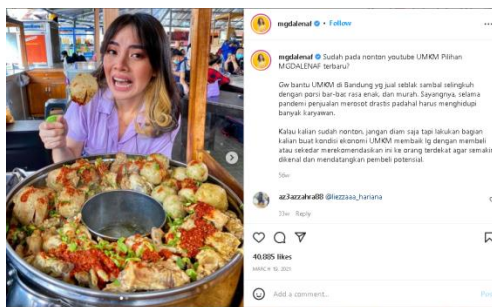 mgdalenaf • Follow
mgdalenaf Sudah pada nonton youtube UMKM Pilihan
MGDALENAF terbaru?
Gw bantu UMKM di Bandung yg jual seblak sambal selingkuh
dengan porsi bar-bar rasa enak, dan murah. Sayangnya, selama
pandemi penjualan merosot drastis padahal harus menghidupi
banyak karyawan.
Kalau kalian sudah nonton, jangan diam saja tapi lakukan bagian
kalian buat kondisi ekonomi UMKM membaik lg dengan membeli
atau sekedar merekomendasikan ini ke orang terdekat agar semakin
dikenal dan mendatangkan pembeli potensial.
az3azzahra88 @liezzaaa_hariana
Reply
40,885 likes
MARCH 12, 2021
Add a comment...